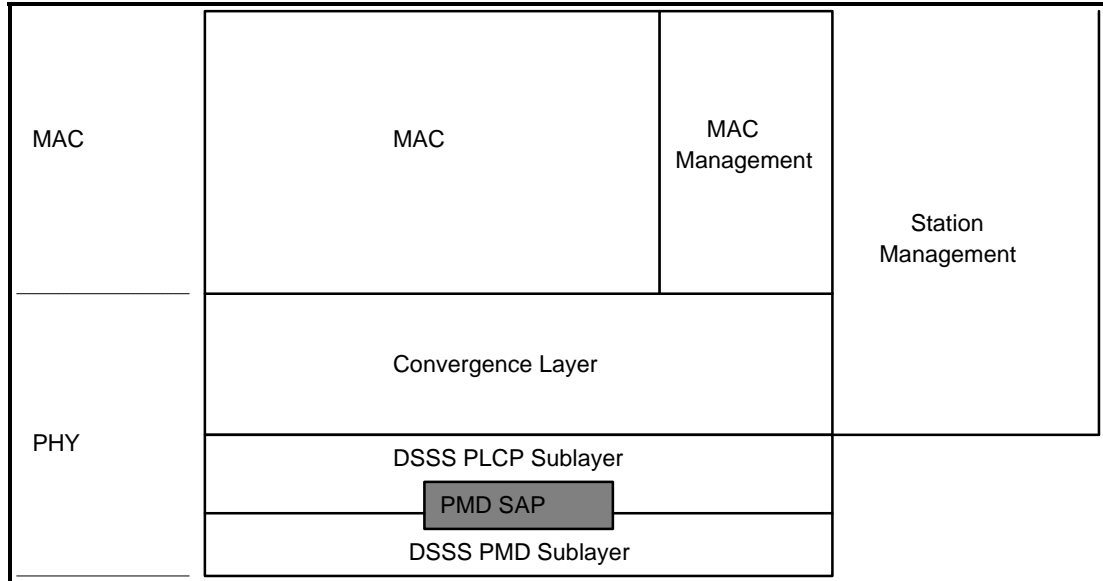 MAC
MAC
MAC
Management
Station
Management
Convergence Layer
PHY
DSSS PLCP Sublayer
PMD SAP
DSSS PMD Sublayer